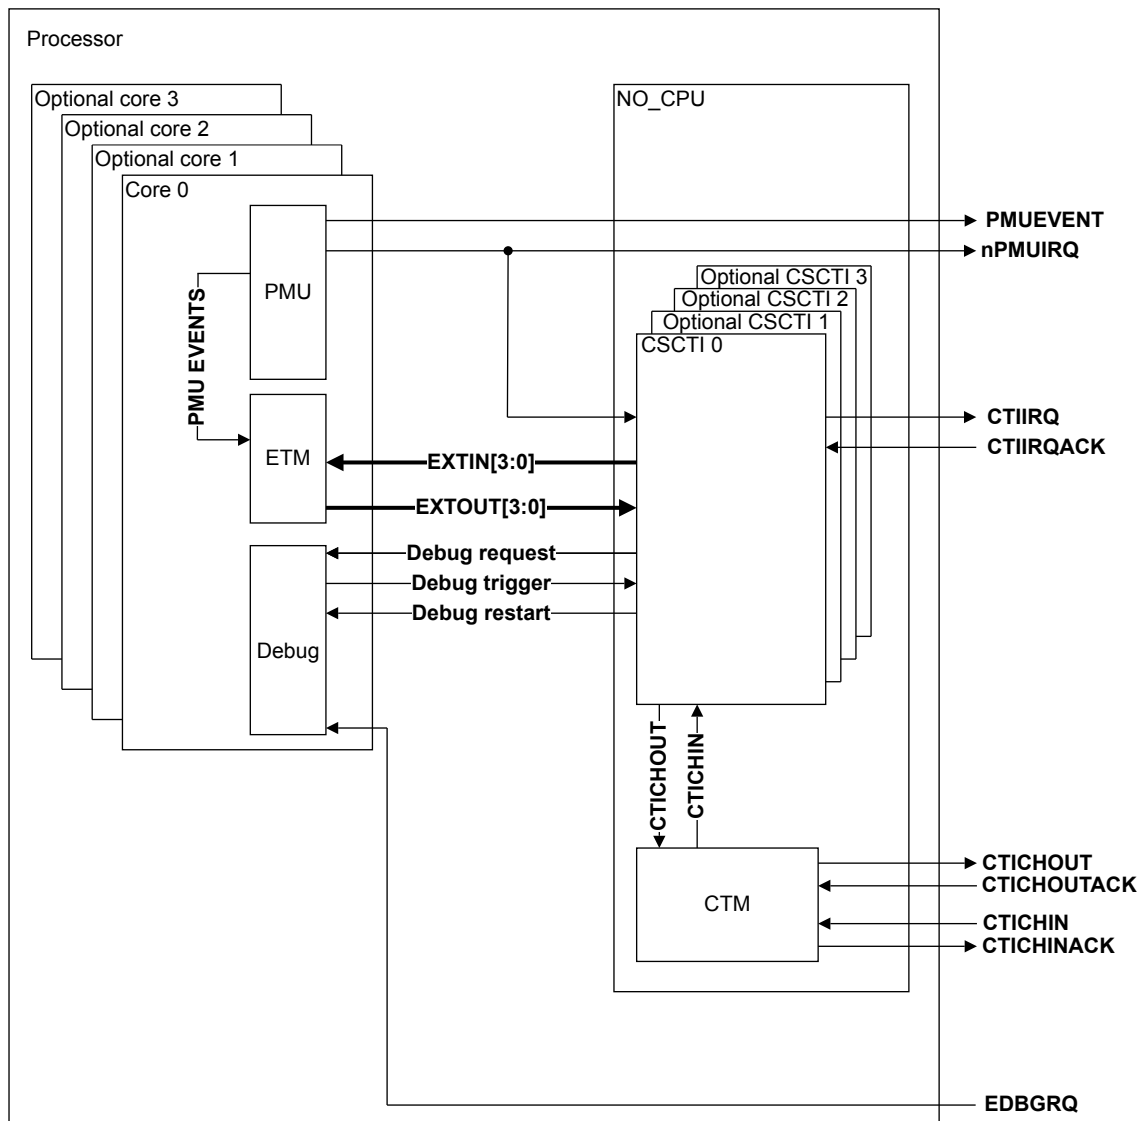 Processor
Optional core 3
Optional core 2
Optional core 1
Core 0
PMU
PMU EVENTS
ETM
Debug
NO_CPU
Optional CSCTI 3
Optional CSCTI 2
Optional CSCTI 1
CSCTI 0
EXTIN[3:0]
EXTOUT[3:0]
Debug request
Debug trigger
Debug restart
CTICHOUT
CTICHIN
CTM
PMUEVENT
nPMUIRQ
CTIIRQ
CTIIRQACK
CTICHOUT
CTICHOUTACK
CTICHIN
CTICHINACK
EDBGRQ